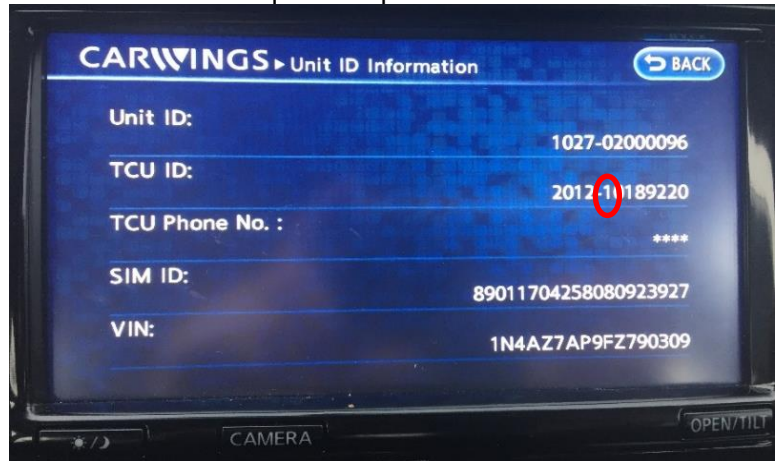 CARWINGS ▸ Unit ID Information
BACK
Unit ID:
1027-02000096
TCU ID:
2012-10189220
TCU Phone No. :
****
SIM ID:
89011704258080923927
VIN:
1N4AZ7AP9FZ790309
CAMERA
OPEN/TILT